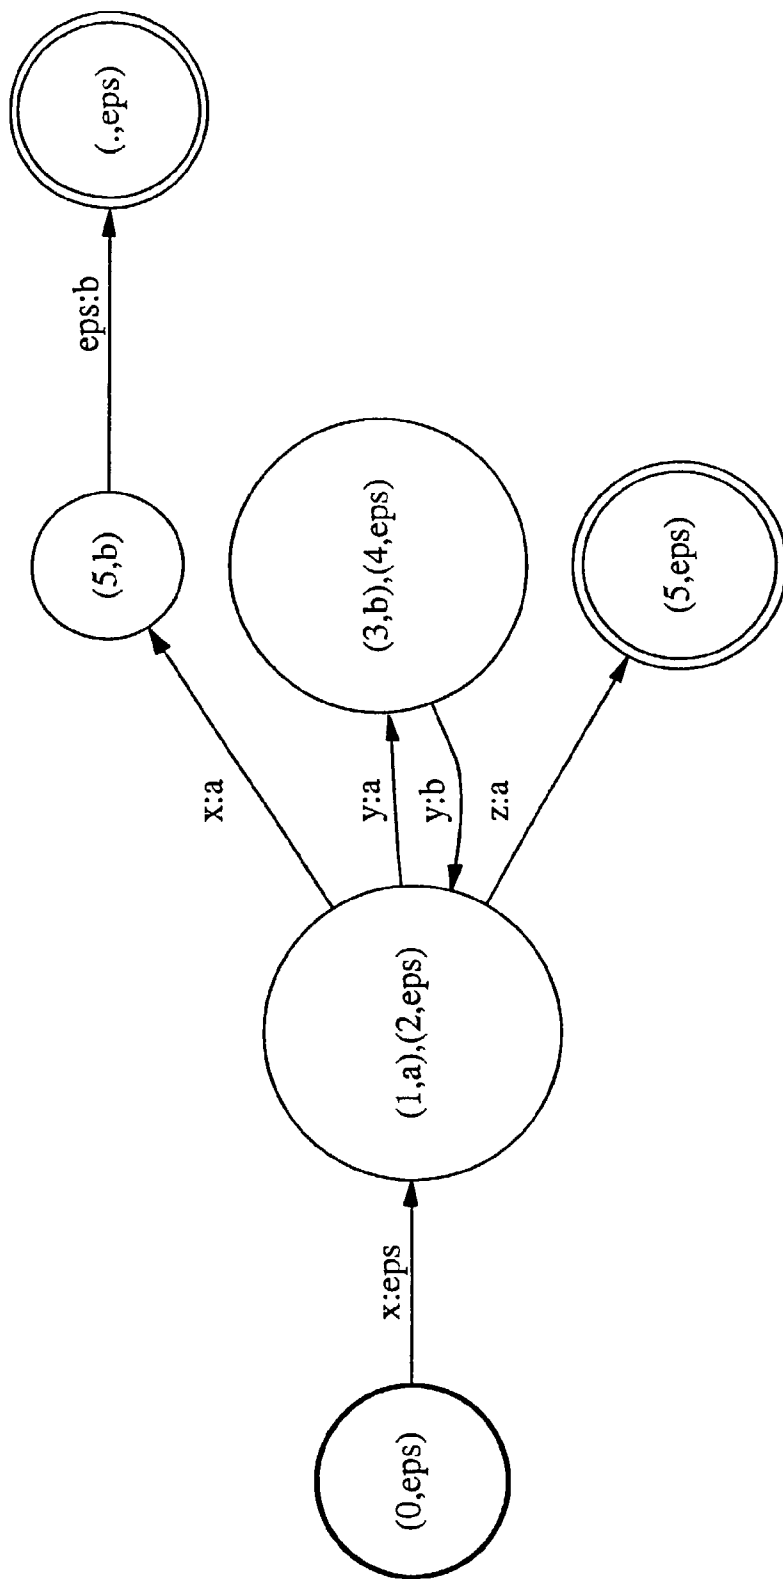 (0,eps)
x:eps
(1,a),(2,eps)
x:a
y:a
y:b
z:a
(5,b)
(3,b),(4,eps)
(5,eps)
eps:b
(.,eps)